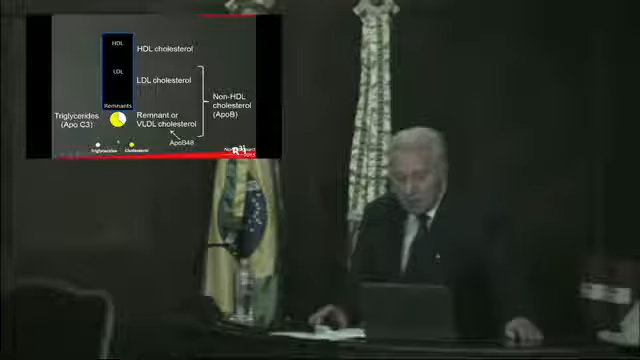 HDL
HDL cholesterol
LDL
LDL cholesterol
Non-HDL
cholesterol
(ApoB)
Remnants
Triglycerides
(Apo C3)
Remnant or
VLDL cholesterol
ApoB48
Triglycerides
Cholesterol